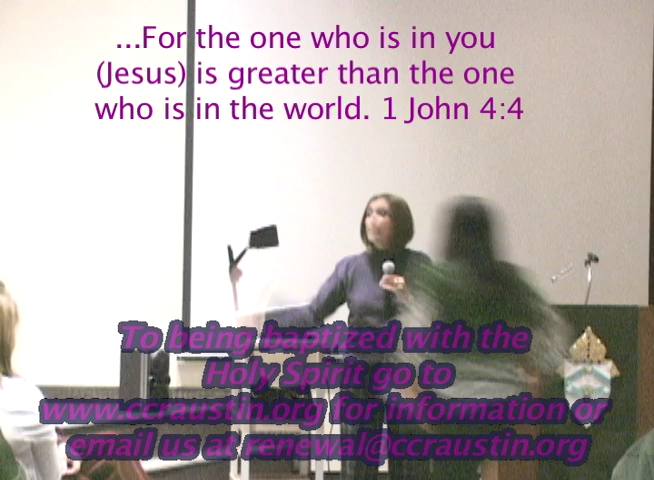 ...For the one who is in you
(Jesus) is greater than the one
who is in the world. 1 John 4:4
To being baptized with the
Holy Spirit go to
www.ccraustin.org for information or
email us at renewal@ccraustin.org